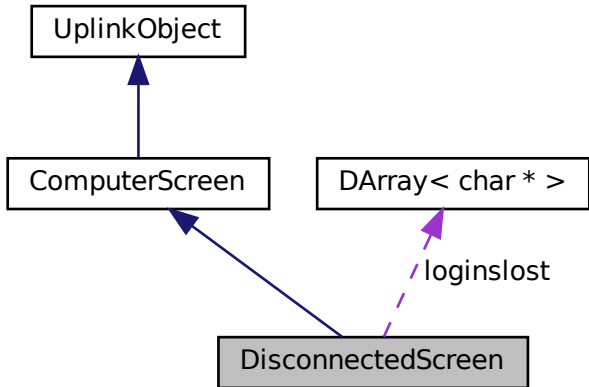 UplinkObject
ComputerScreen
DArray< char * >
loginslost
DisconnectedScreen